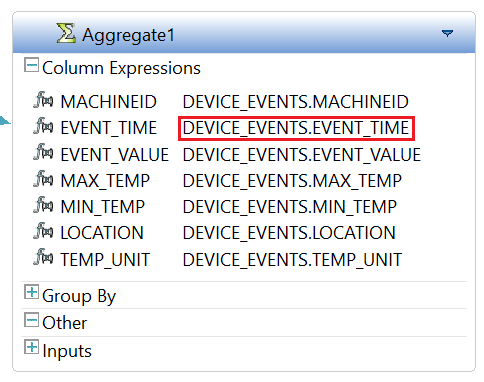 Aggregate1
Column Expressions
MACHINEID DEVICE_EVENTS.MACHINEID
EVENT_TIME DEVICE_EVENTS.EVENT_TIME
EVENT_VALUE DEVICE_EVENTS.EVENT_VALUE
MAX_TEMP DEVICE_EVENTS.MAX_TEMP
MIN_TEMP DEVICE_EVENTS.MIN_TEMP
LOCATION DEVICE_EVENTS.LOCATION
TEMP_UNIT DEVICE_EVENTS.TEMP_UNIT
Group By
Other
Inputs